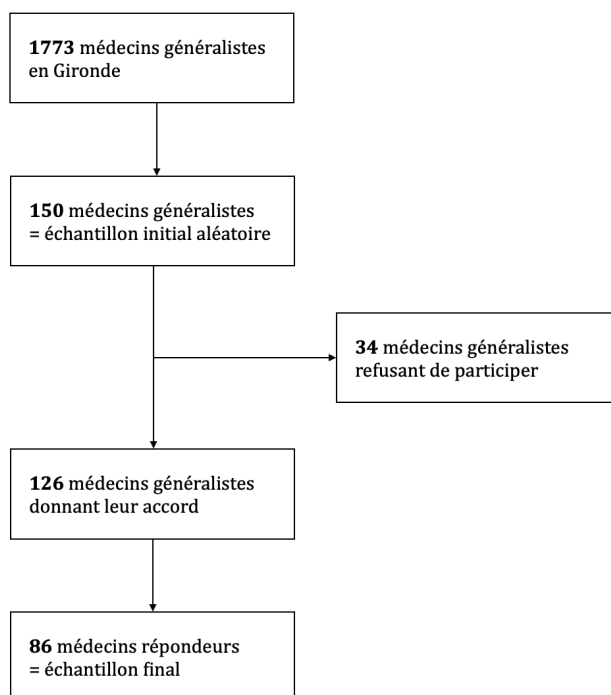 1773 médecins généralistes
en Gironde
150 médecins généralistes
= échantillon initial aléatoire
34 médecins généralistes
refusant de participer
126 médecins généralistes
donnant leur accord
86 médecins répondeurs
= échantillon final